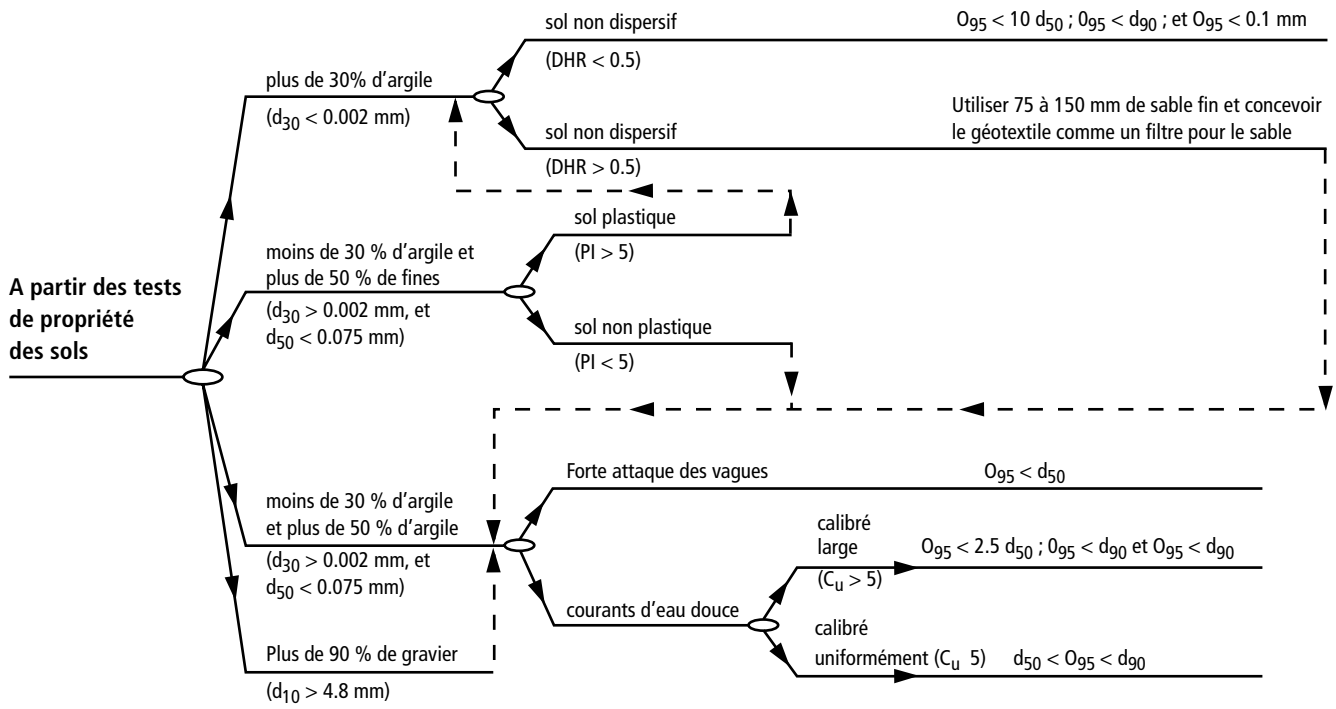 A partir des tests
de propriété
des sols
plus de 30% d'argile
(d30 < 0.002 mm)
sol non dispersif
(DHR < 0.5)
O95 < 10 d50 ; 095 < d90 ; et O95 < 0.1 mm
sol non dispersif
(DHR > 0.5)
Utiliser 75 à 150 mm de sable fin et concevoir
le géotextile comme un filtre pour le sable
moins de 30 % d'argile et
plus de 50 % de fines
(d30 > 0.002 mm, et
d50 < 0.075 mm)
sol plastique
(PI > 5)
sol non plastique
(PI < 5)
moins de 30 % d'argile
et plus de 50 % d'argile
(d30 > 0.002 mm, et
d50 < 0.075 mm)
Forte attaque des vagues
O95 < d50
courants d'eau douce
calibré
large
(Cu > 5)
O95 < 2.5 d50 ; 095 < d90 et O95 < d90
calibré
uniformément (Cu 5)
d50 < O95 < d90
Plus de 90 % de gravier
(d10 > 4.8 mm)